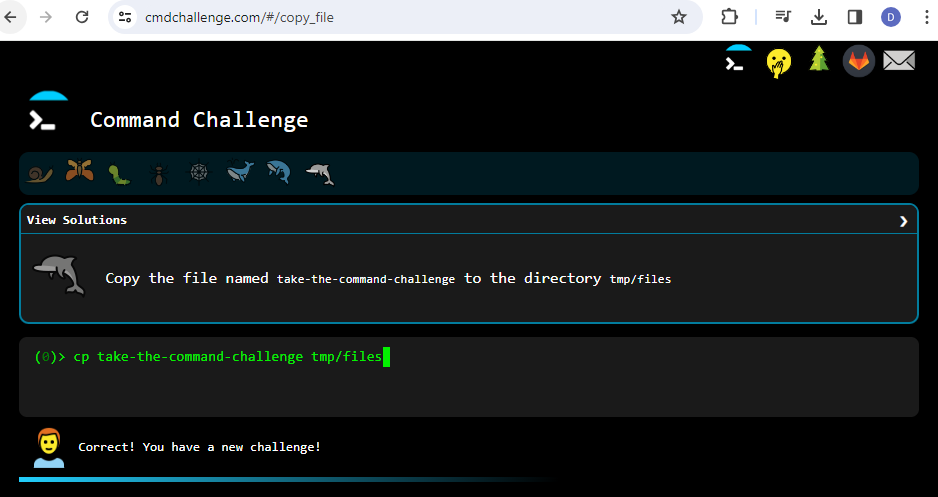 cmdchallenge.com/#/copy_file
D
Command Challenge
View Solutions
Copy the file named take-the-command-challenge to the directory tmp/files
(0)> cp take-the-command-challenge tmp/files
Correct! You have a new challenge!